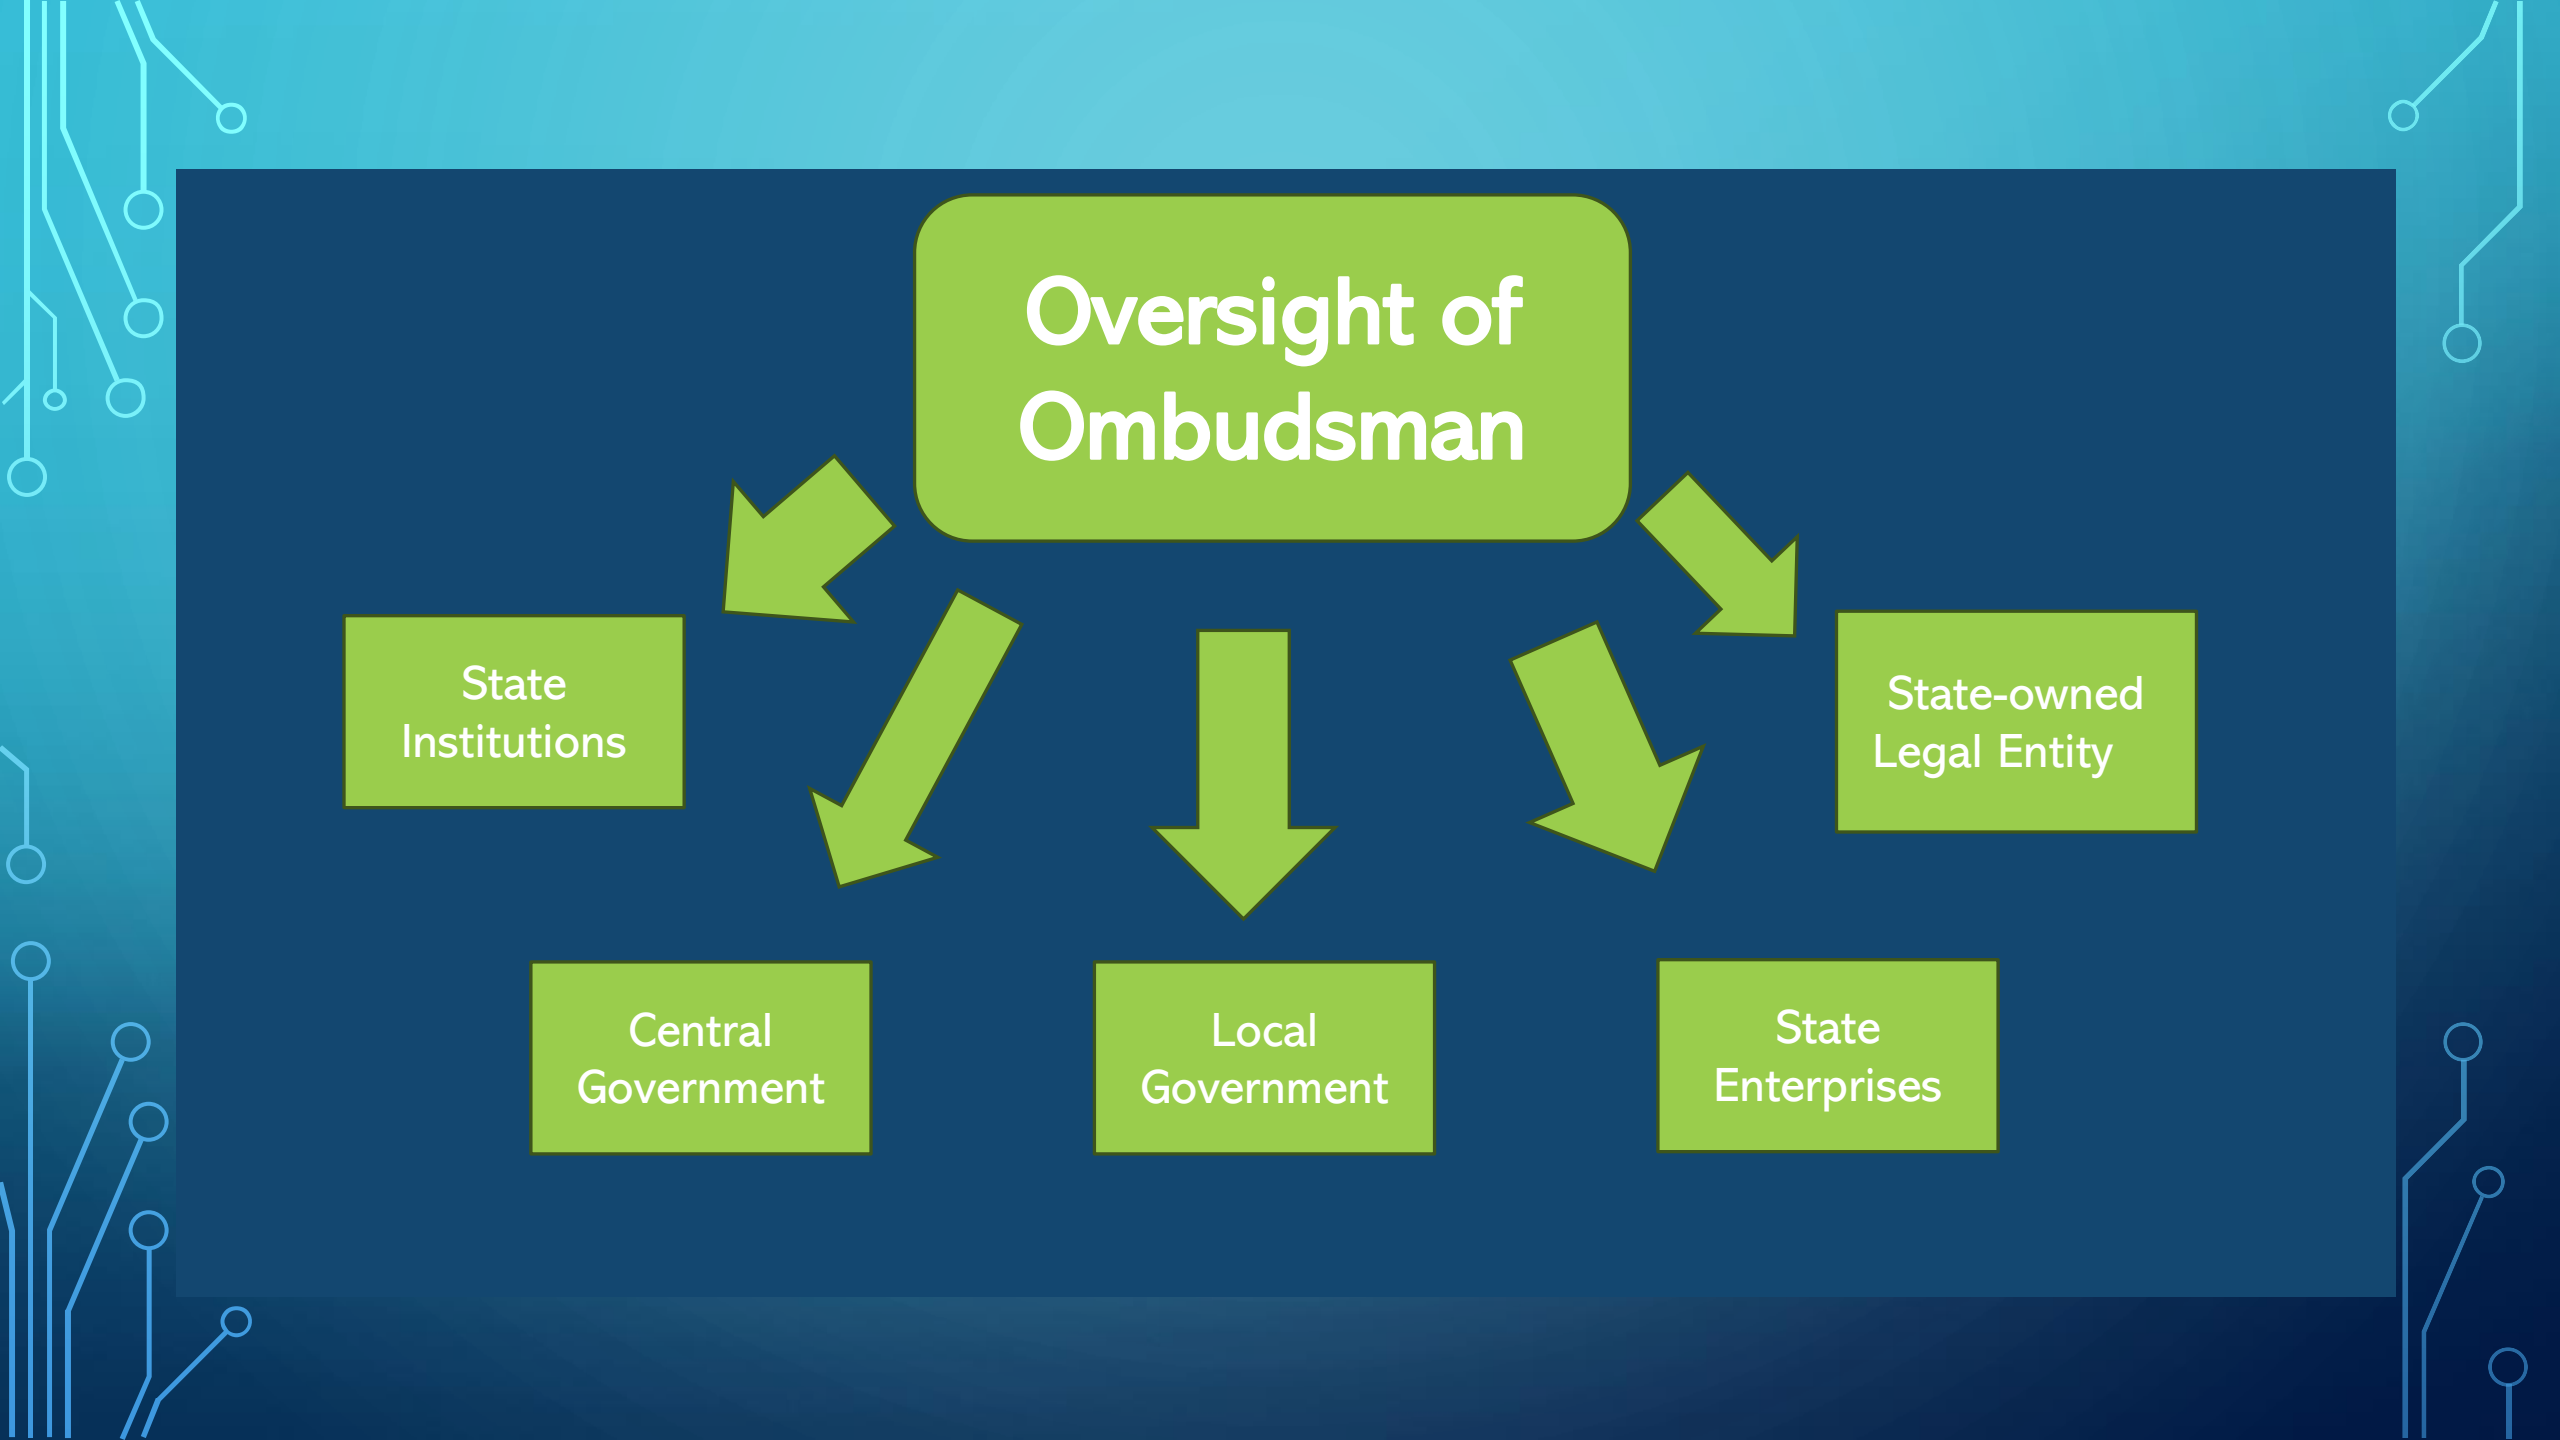 Oversight of
Ombudsman
State
Institutions
State-owned
Legal Entity
Central
Government
Local
Government
State
Enterprises